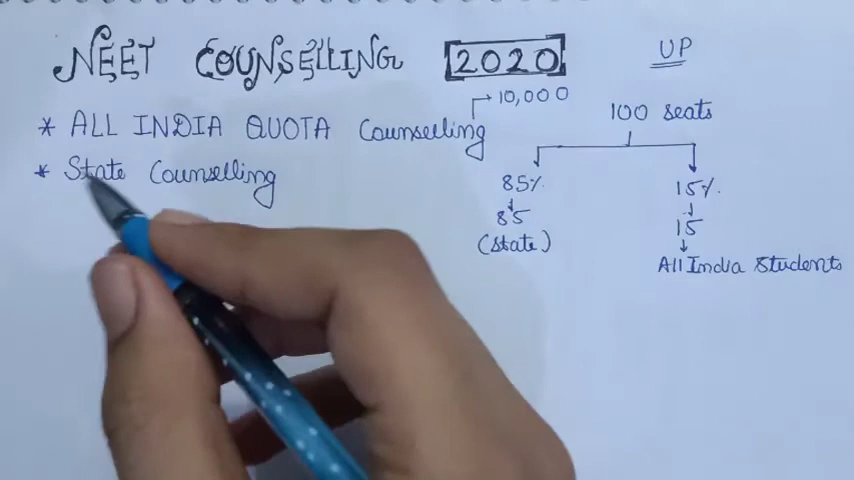 NEET COUNSELLING 2020 UP
→ 10,000
* ALL INDIA QUOTA Counselling
* State Counselling
100 seats
85% 15%
85 15
(State)
All India Students